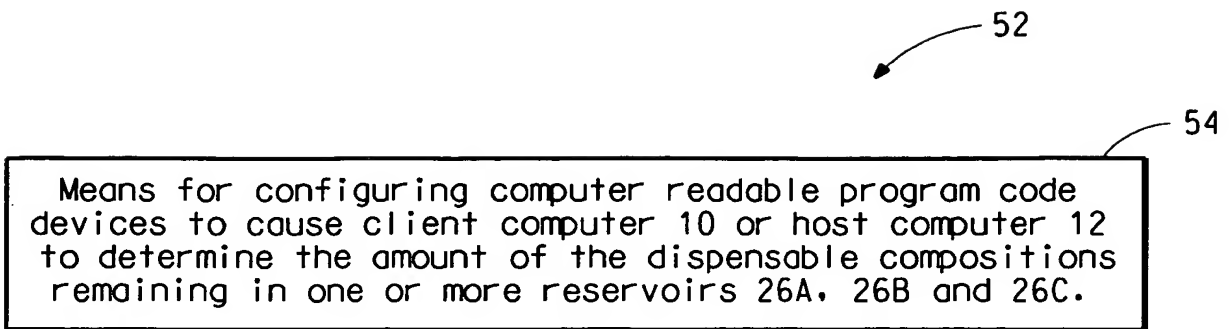 52
54
Means for configuring computer readable program code
devices to cause client computer 10 or host computer 12
to determine the amount of the dispensable compositions
remaining in one or more reservoirs 26A, 26B and 26C.